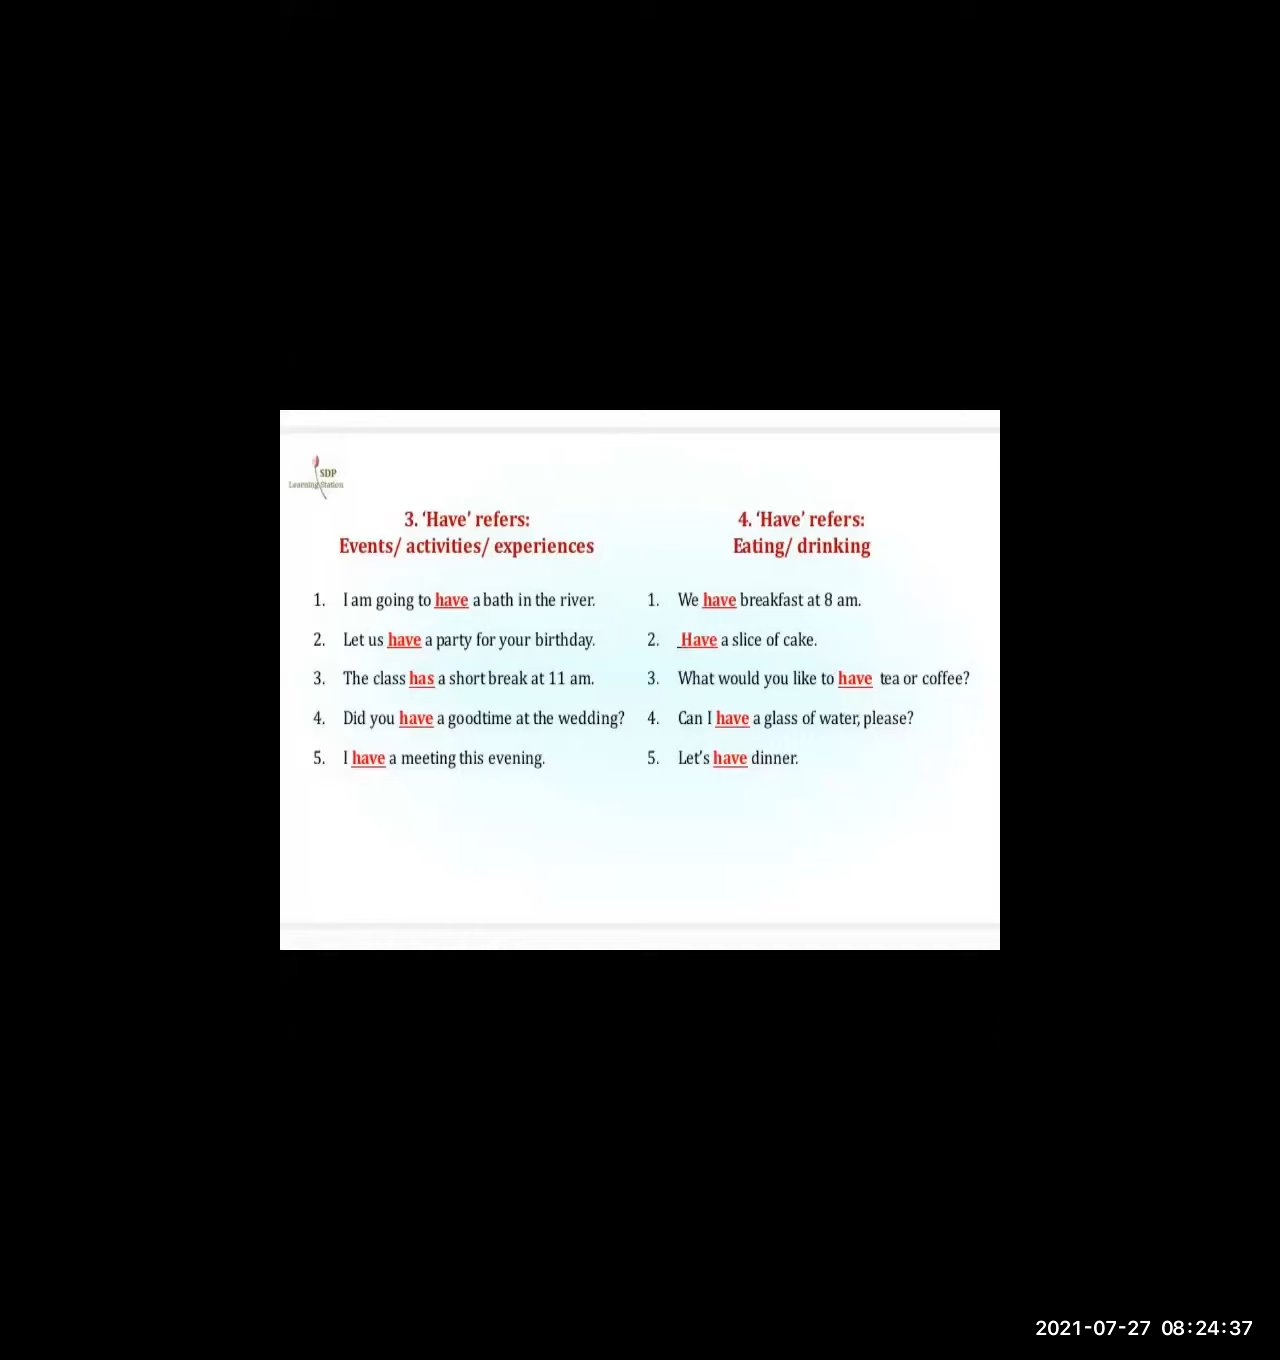 SDP
Learning Station
3. ‘Have’ refers:
Events/ activities/ experiences
1. I am going to have a bath in the river.
2. Let us have a party for your birthday.
3. The class has a short break at 11 am.
4. Did you have a goodtime at the wedding?
5. I have a meeting this evening.
4. ‘Have’ refers:
Eating/ drinking
1. We have breakfast at 8 am.
2. Have a slice of cake.
3. What would you like to have tea or coffee?
4. Can I have a glass of water, please?
5. Let’s have dinner.
2021-07-27 08:24:37